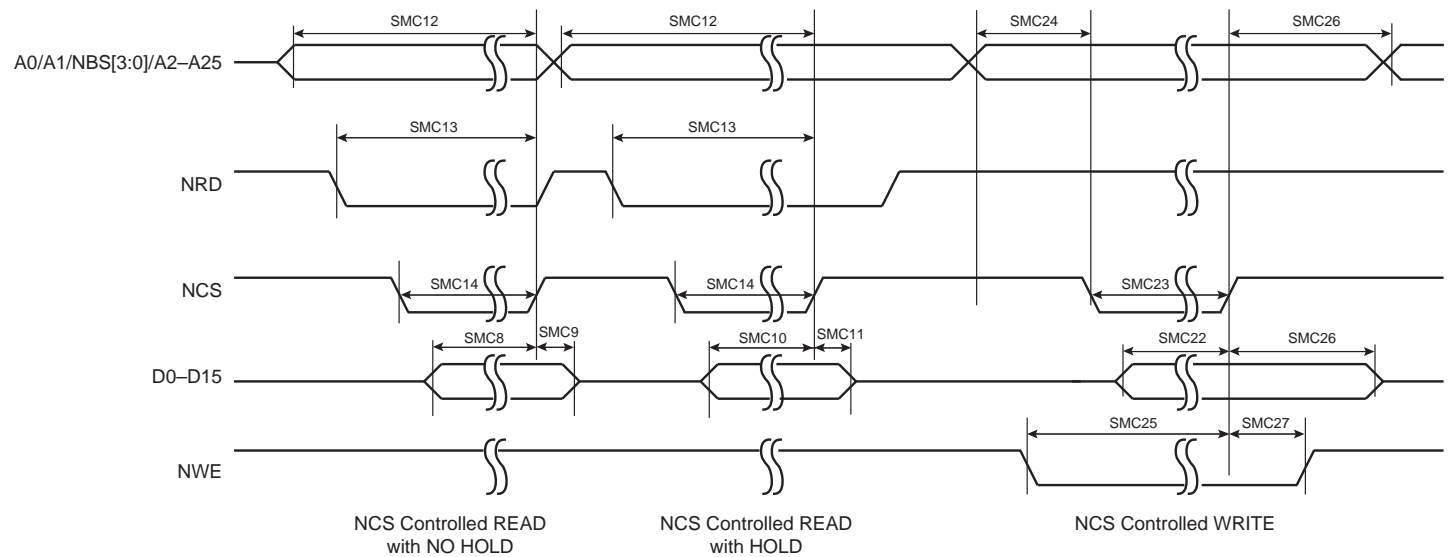 SMC12
SMC12
SMC24
SMC26
A0/A1/NBS[3:0]/A2–A25
SMC13
SMC13
NRD
NCS
SMC14
SMC14
SMC23
SMC8
SMC9
SMC10
SMC11
SMC22
SMC26
D0–D15
SMC25
SMC27
NWE
NCS Controlled READ
with NO HOLD
NCS Controlled READ
with HOLD
NCS Controlled WRITE